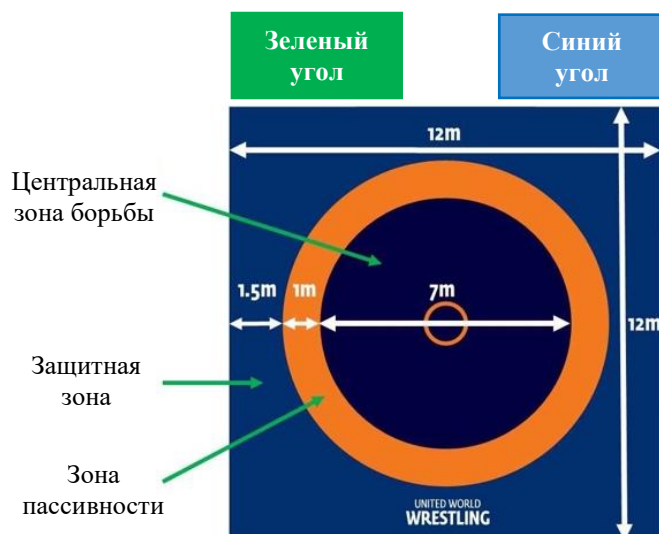 Зеленый
угол
Синий
угол
12m
Центральная
зона борьбы
1.5m
1m
7m
12m
Защитная
зона
Зона
пассивности
UNITED WORLD
WRESTLING